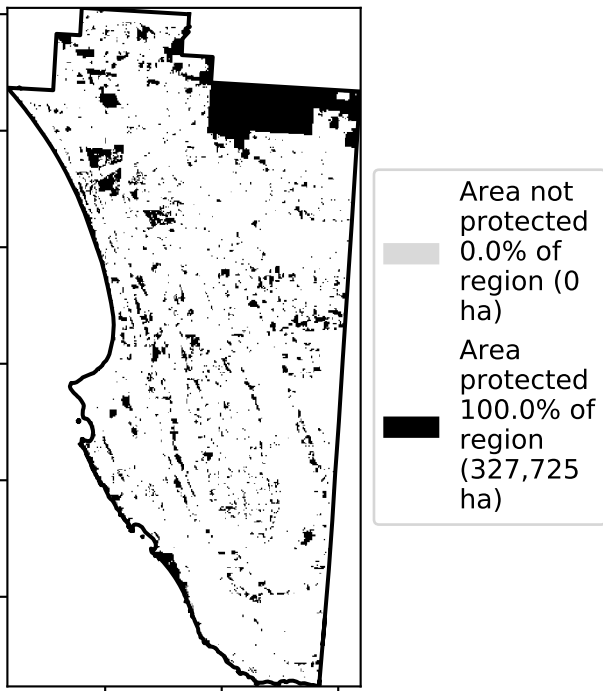 Area not
protected
0.0% of
region (0
ha)
Area
protected
100.0% of
region
(327,725
ha)